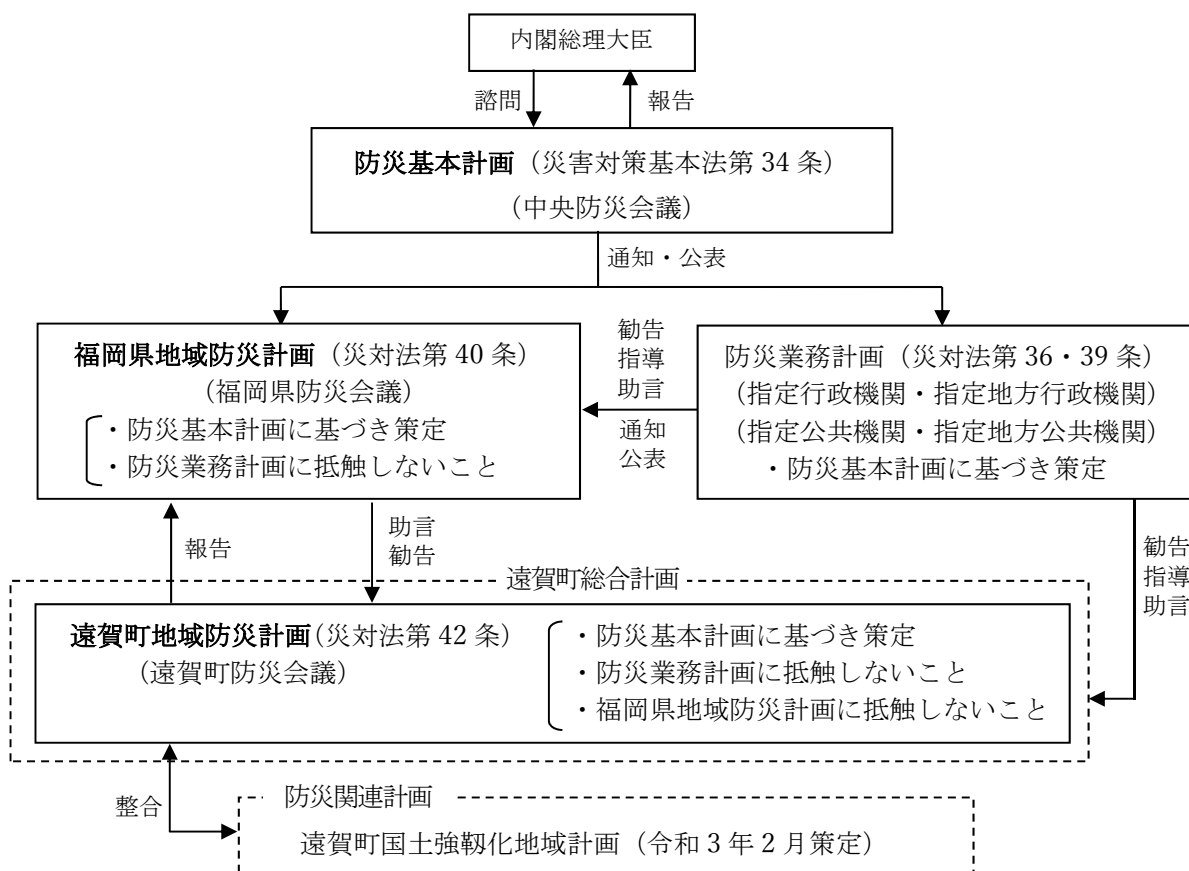 内閣総理大臣
諮問
報告
防災基本計画（災害対策基本法第 34 条）
（中央防災会議）
通知・公表
福岡県地域防災計画（災対法第 40 条）
（福岡県防災会議）
・防災基本計画に基づき策定
・防災業務計画に抵触しないこと
勧告
指導
助言
通知
公表
防災業務計画（災対法第 36・39 条）
（指定行政機関・指定地方行政機関）
（指定公共機関・指定地方公共機関）
・防災基本計画に基づき策定
報告
助言
勧告
勧告
指導
助言
遠賀町総合計画
遠賀町地域防災計画（災対法第 42 条）
（遠賀町防災会議）
・防災基本計画に基づき策定
・防災業務計画に抵触しないこと
・福岡県地域防災計画に抵触しないこと
整合
防災関連計画
遠賀町国土強靱化地域計画（令和 3 年 2 月策定）